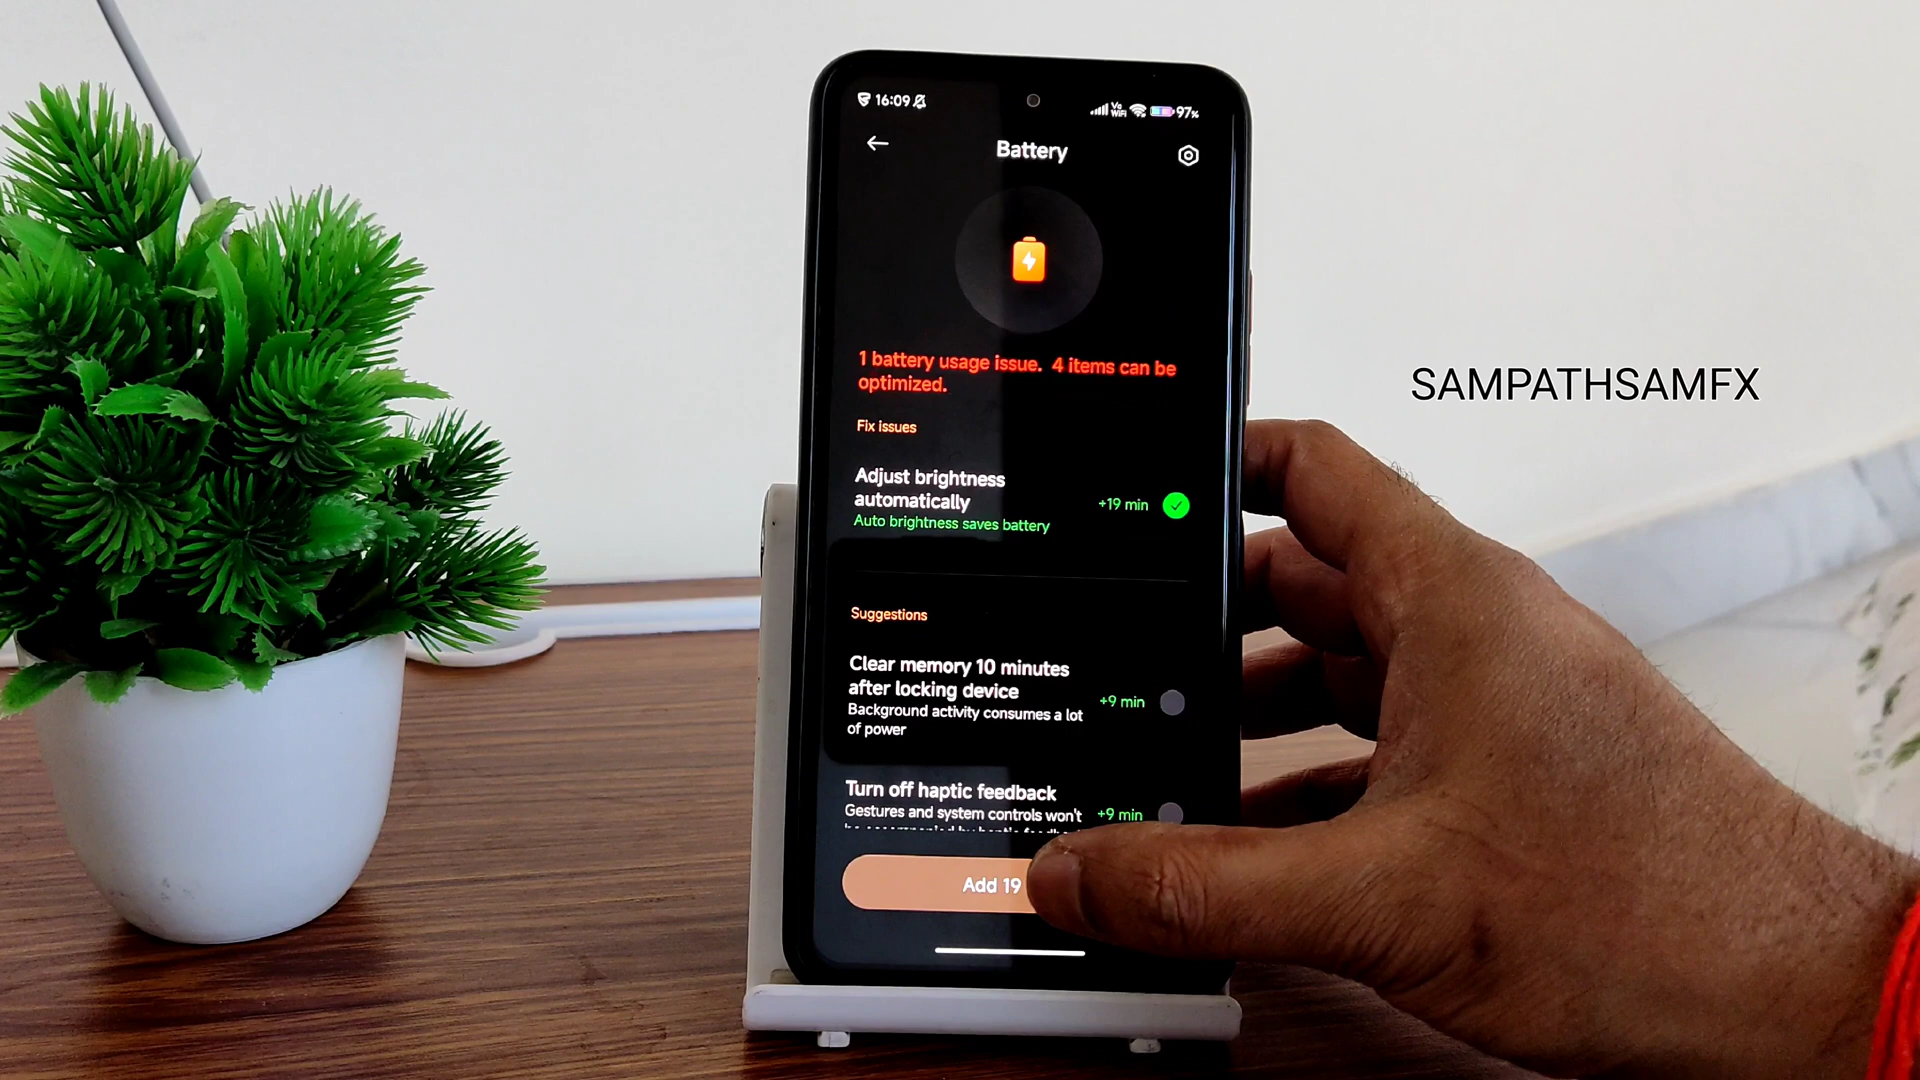 16:09
Vo
WiFi
97%
Battery
1 battery usage issue. 4 items can be
optimized.
Fix issues
Adjust brightness
automatically
+19 min
Auto brightness saves battery
Suggestions
Clear memory 10 minutes
after locking device
+9 min
Background activity consumes a lot
of power
Turn off haptic feedback
Gestures and system controls won't
+9 min
Add 19
SAMPATHSAMFX